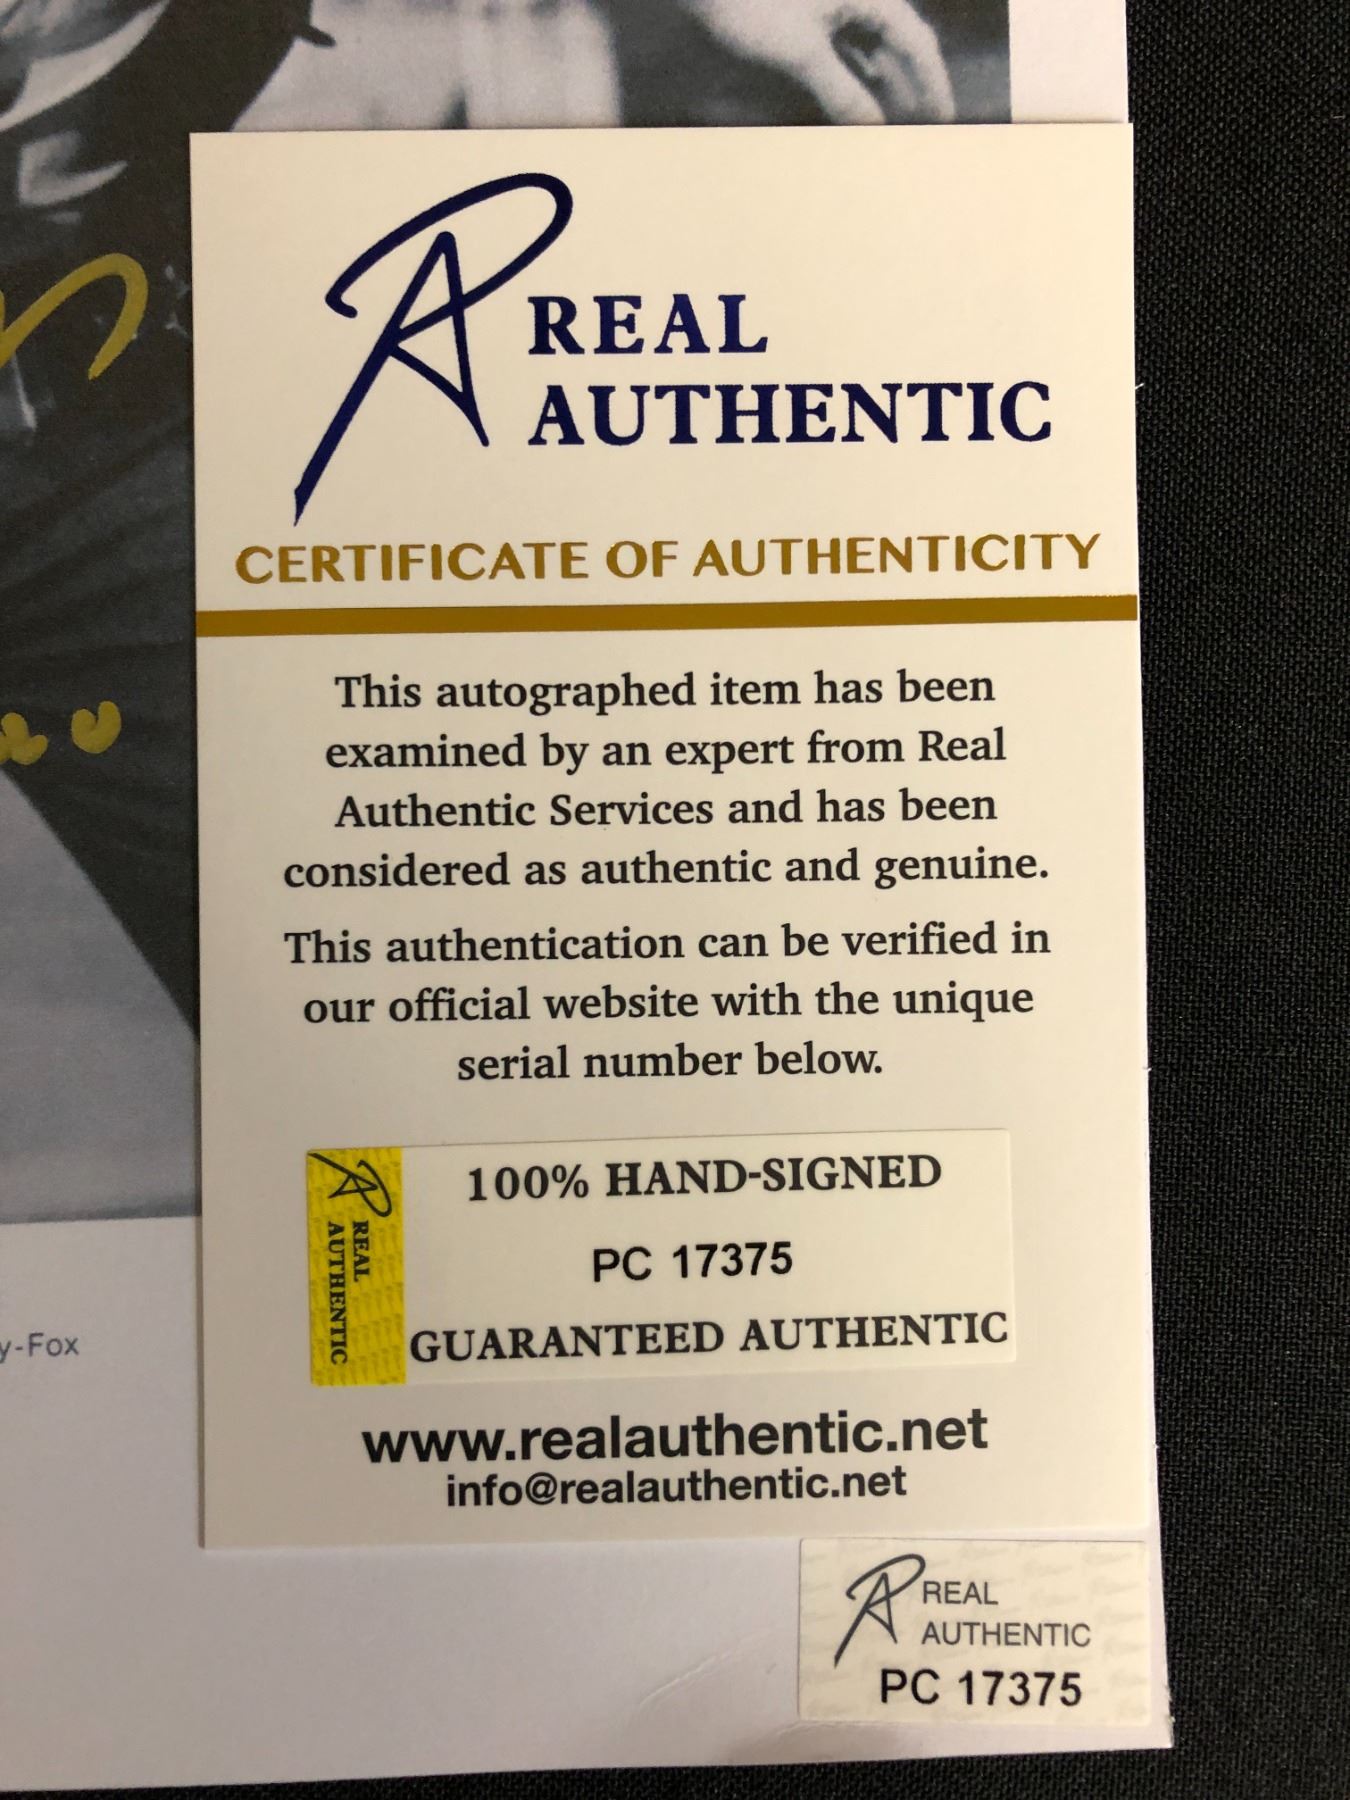 REAL
AUTHENTIC
CERTIFICATE OF AUTHENTICITY
This autographed item has been
examined by an expert from Real
Authentic Services and has been
considered as authentic and genuine.
This authentication can be verified in
our official website with the unique
serial number below.
REAL
AUTHENTIC
100% HAND-SIGNED
PC 17375
GUARANTEED AUTHENTIC
y-Fox
www.realauthentic.net
info@realauthentic.net
REAL
AUTHENTIC
PC 17375